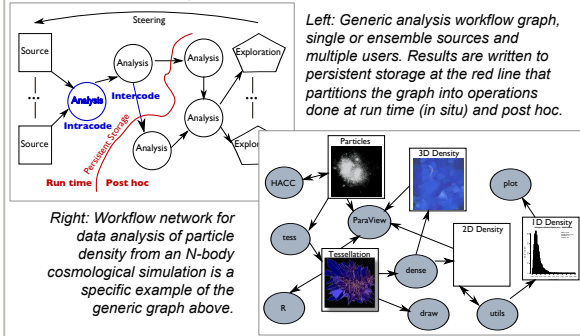 Steering
Source
Analysis
Analysis
Exploration
...
Analysis
Intercode
Analysis
...
...
Intracode
Source
Analysis
Persistent Storage
Run time
Post hoc
Left: Generic analysis workflow graph,
single or ensemble sources and
multiple users. Results are written to
persistent storage at the red line that
partitions the graph into operations
done at run time (in situ) and post hoc.
Right: Workflow network for
data analysis of particle
density from an N-body
cosmological simulation is a
specific example of the
generic graph above.
Particles
3D Density
HACC
plot
ParaView
1D Density
2D Density
tess
Tessellation
dense
R
draw
utils